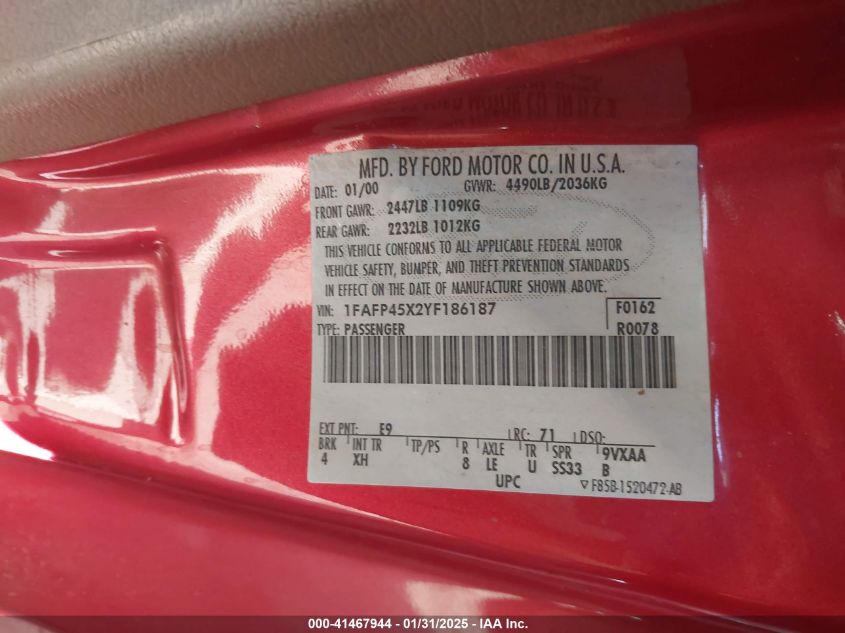 MFD. BY FORD MOTOR CO. IN U.S.A.
DATE: 01/00 GVWR: 4490LB/2036KG
FRONT GAWR: 2447LB 1109KG
REAR GAWR: 2232LB 1012KG
THIS VEHICLE CONFORMS TO ALL APPLICABLE FEDERAL MOTOR
VEHICLE SAFETY, BUMPER, AND THEFT PREVENTION STANDARDS
IN EFFECT ON THE DATE OF MANUFACTURE SHOWN ABOVE.
VIN: 1FAFP45X2YF186187 F0162
TYPE: PASSENGER R0078
EXT PNT: E9 RC: 71 DSO:
BRK INT TR TP/PS R AXLE TR SPR 9VXAA
4 XH 8 LE U SS33 B
UPC ▽F85B-1520472-AB
000-41467944 | 01/31/2025 - IAA Inc.